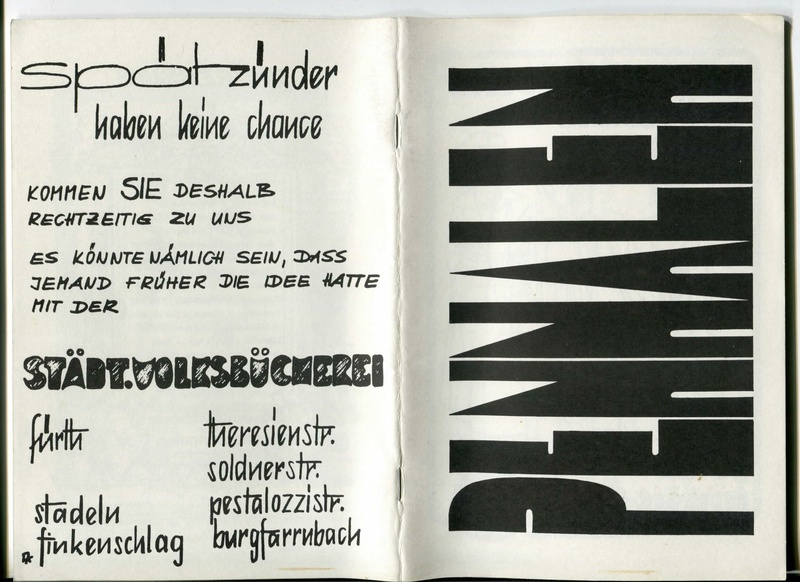 spätzünder
haben keine chance
KOMMEN SIE DESHALB
RECHTZEITIG ZU UNS
ES KÖNNTE NÄMLICH SEIN, DASS
JEMAND FRÜHER DIE IDEE HATTE
MIT DER
STÄDT. VOLKSBÜCHEREI
fürth
theresienstr.
soldnerstr.
pestalozzistr.
burgfarrnbach
stadeln
finkenschlag
PENNALEN